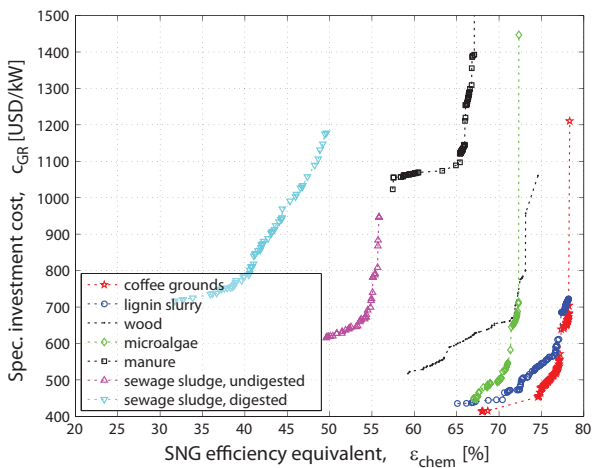 1500
1400
1300
1200
1100
1000
900
800
700
600
500
400
Spec. investment cost, c_GR [USD/kW]
coffee grounds
lignin slurry
wood
microalgae
manure
sewage sludge, undigested
sewage sludge, digested
20 25 30 35 40 45 50 55 60 65 70 75 80
SNG efficiency equivalent, ε_chem [%]